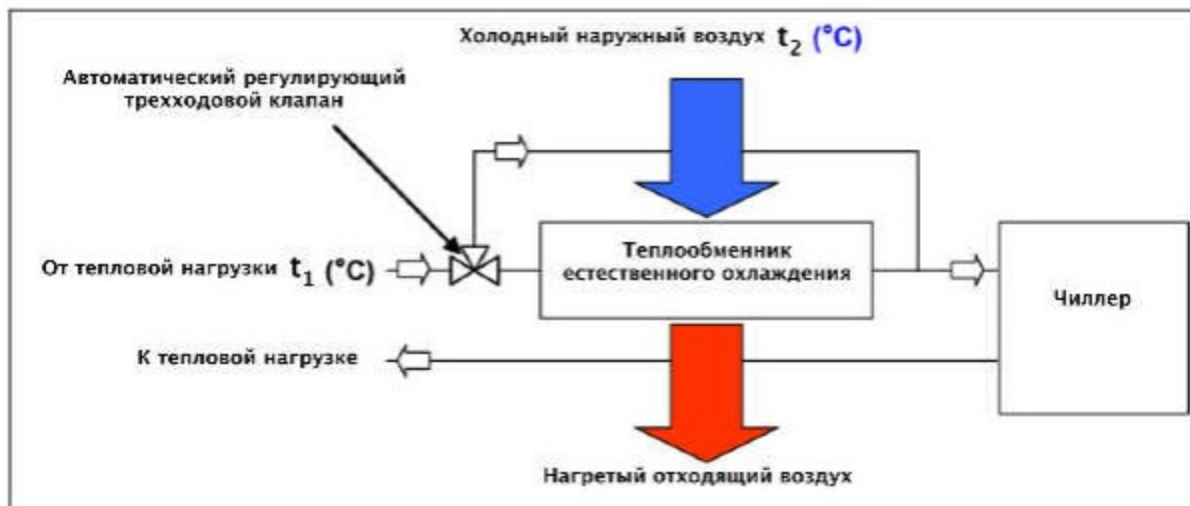 Холодный наружный воздух t₂ (°C)
Автоматический регулирующий
трехходовой клапан
От тепловой нагрузки t₁ (°C)
Теплообменник
естественного охлаждения
Чиллер
К тепловой нагрузке
Нагретый отходящий воздух